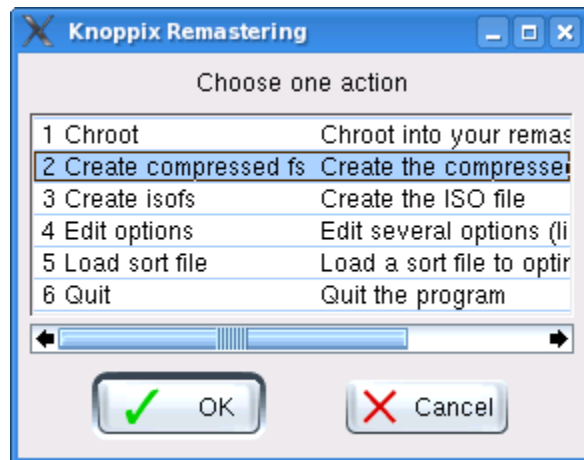 Knoppix Remastering
Choose one action
1 Chroot Chroot into your remas
2 Create compressed fs Create the compresse
3 Create isofs Create the ISO file
4 Edit options Edit several options (li
5 Load sort file Load a sort file to optin
6 Quit Quit the program
OK Cancel